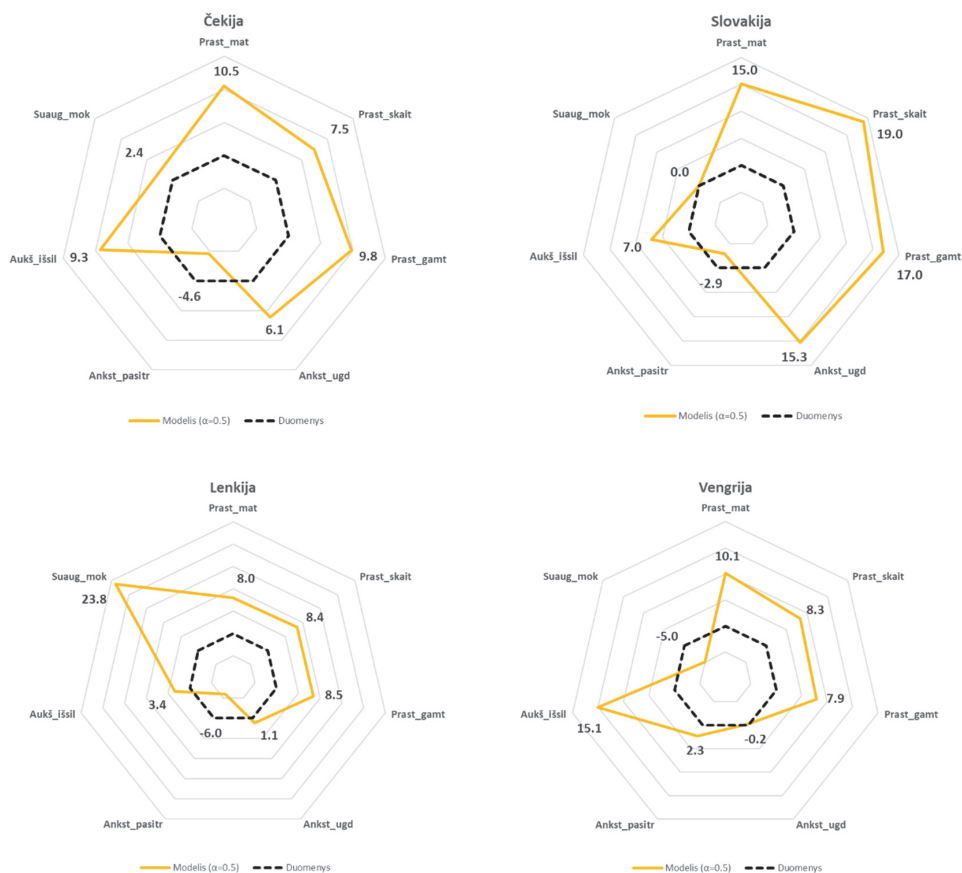 Čekija
Prast_mat
10.5
Suaug_mok
Prast_skait
7.5
2.4
Aukš_išsil
9.3
9.8
Prast_gamt
-4.6
6.1
Ankst_pasitr
Ankst_ugd
Modelis (α=0.5)
Duomenys
Slovakija
Prast_mat
15.0
Suaug_mok
Prast_skait
19.0
0.0
Aukš_išsil
7.0
Prast_gamt
17.0
-2.9
15.3
Ankst_pasitr
Ankst_ugd
Modelis (α=0.5)
Duomenys
Lenkija
Prast_mat
8.0
Suaug_mok
23.8
Prast_skait
8.4
Aukš_išsil
3.4
8.5
Prast_gamt
-6.0
1.1
Ankst_pasitr
Ankst_ugd
Modelis (α=0.5)
Duomenys
Vengrija
Prast_mat
10.1
Suaug_mok
Prast_skait
8.3
-5.0
Aukš_išsil
15.1
7.9
Prast_gamt
2.3
-0.2
Ankst_pasitr
Ankst_ugd
Modelis (α=0.5)
Duomenys